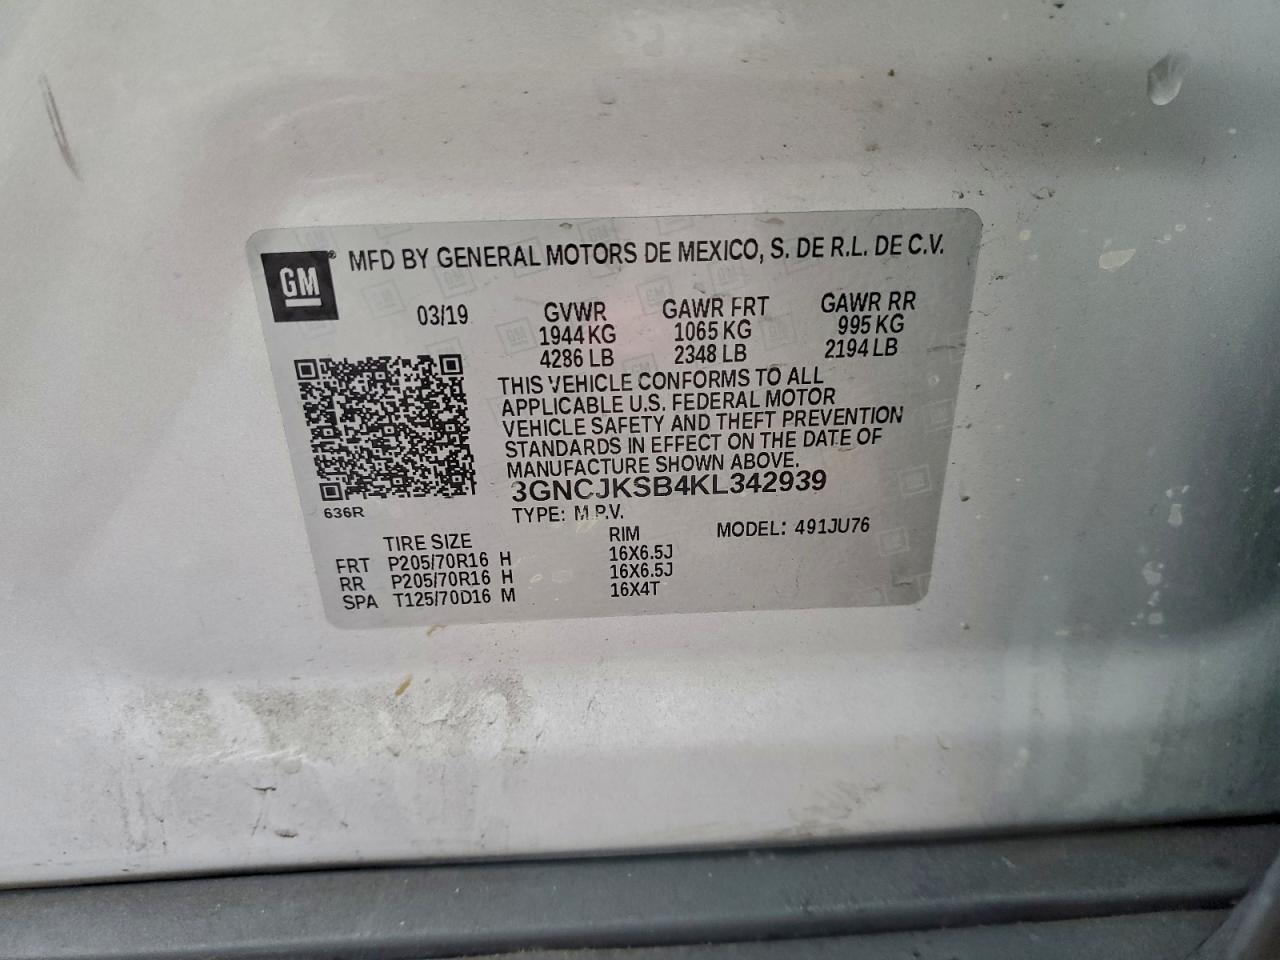 GM® MFD BY GENERAL MOTORS DE MEXICO, S. DE R.L. DE C.V.
03/19 GVWR GAWR FRT GAWR RR
1944 KG 1065 KG 995 KG
4286 LB 2348 LB 2194 LB
THIS VEHICLE CONFORMS TO ALL
APPLICABLE U.S. FEDERAL MOTOR
VEHICLE SAFETY AND THEFT PREVENTION
STANDARDS IN EFFECT ON THE DATE OF
MANUFACTURE SHOWN ABOVE.
3GNCJKSB4KL342939
636R
TYPE: M.P.V.
TIRE SIZE RIM MODEL: 491JU76
FRT P205/70R16 H 16X6.5J
RR P205/70R16 H 16X6.5J
SPA T125/70D16 M 16X4T